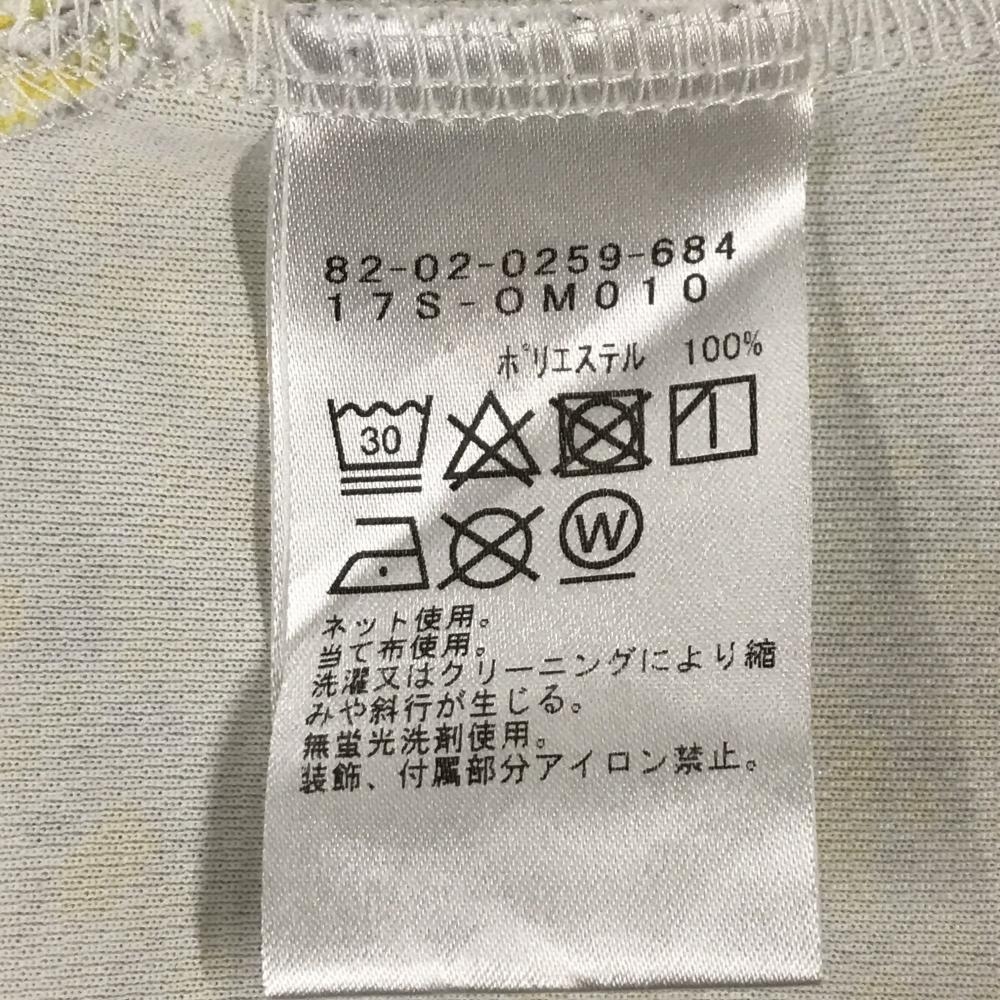 82-02-0259-684
17S-OM010
ポリエステル 100%
30
W
ネット使用。
当て布使用。
洗濯又はクリーニングにより縮
みや斜行が生じる。
無蛍光洗剤使用。
装飾、付属部分アイロン禁止。